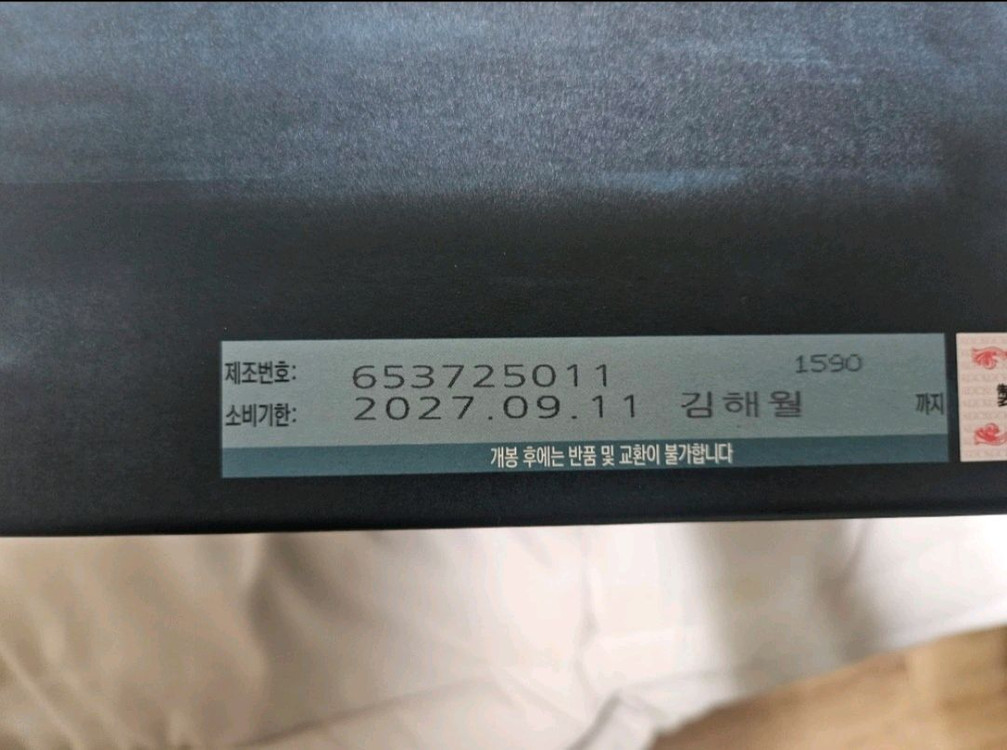 제조번호: 653725011 1590
소비기한: 2027.09.11 김해월 까지
개봉 후에는 반품 및 교환이 불가합니다